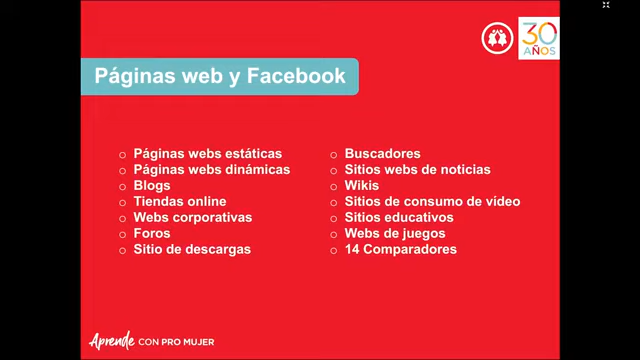 30
AÑOS
Páginas web y Facebook
Páginas webs estáticas
Páginas webs dinámicas
Blogs
Tiendas online
Webs corporativas
Foros
Sitio de descargas
Buscadores
Sitios webs de noticias
Wikis
Sitios de consumo de video
Sitios educativos
Webs de juegos
14 Comparadores
Aprende CON PRO MUJER